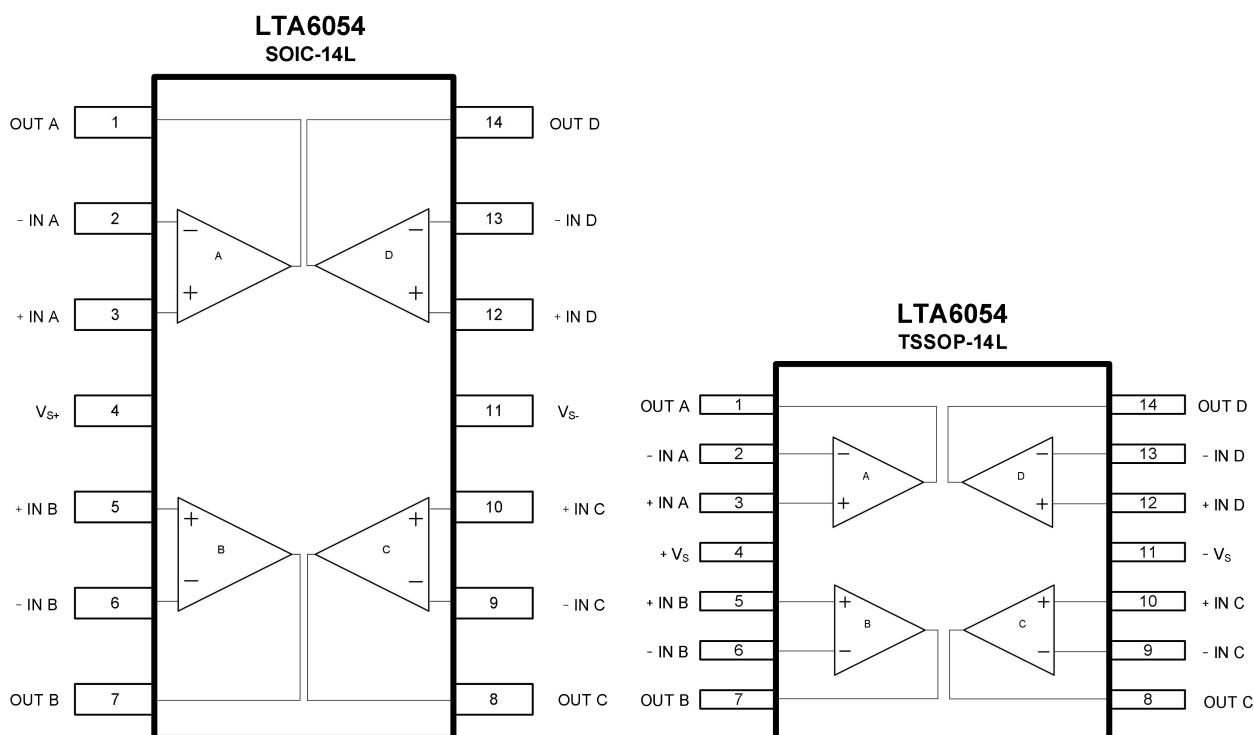 LTA6054
SOIC-14L
OUT A 1 14 OUT D
- IN A 2 13 - IN D
- +
A D
- +
+ IN A 3 12 + IN D
VS+ 4 11 VS-
+ IN B 5 10 + IN C
+ +
B C
- -
- IN B 6 9 - IN C
OUT B 7 8 OUT C
LTA6054
TSSOP-14L
OUT A 1 14 OUT D
- IN A 2 - - 13 - IN D
A D
+ IN A 3 + + 12 + IN D
+ VS 4 11 - VS
+ IN B 5 + + 10 + IN C
B C
- IN B 6 - - 9 - IN C
OUT B 7 8 OUT C